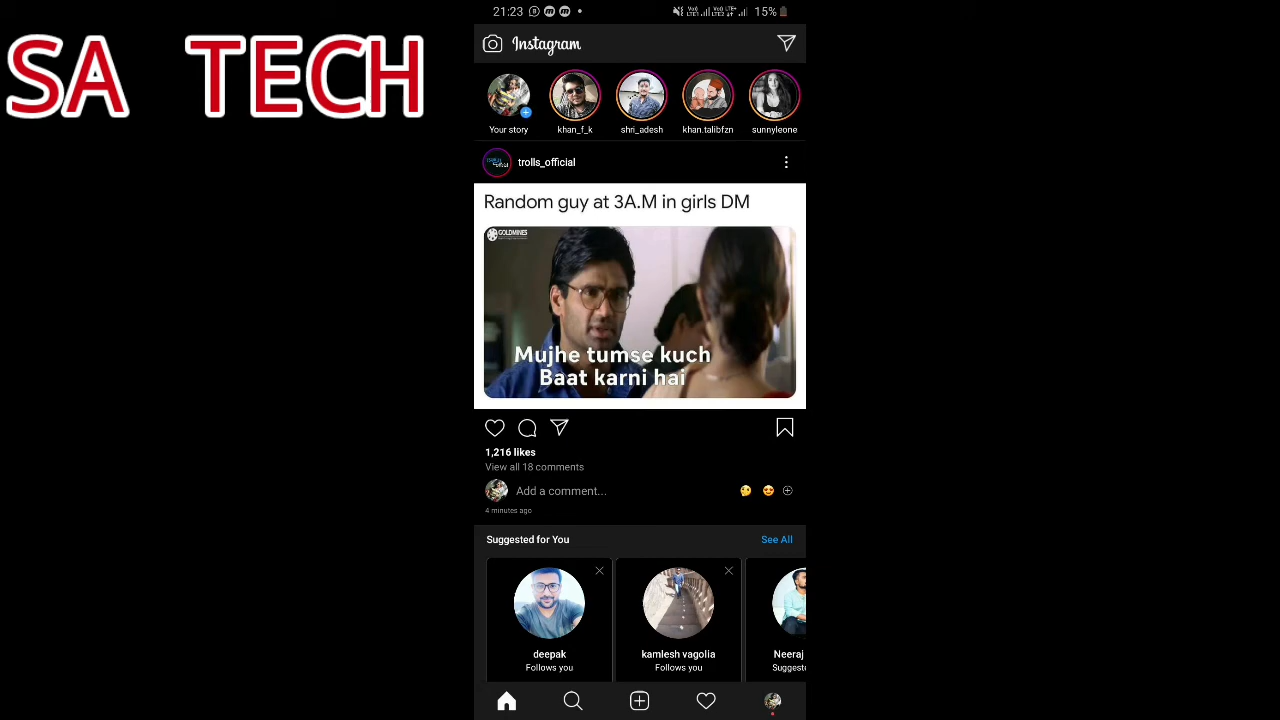 SA TECH
21:23
15%
Instagram
Your story
khan_f_k
shri_adesh
khan.talibfzn
sunnyleone
trolls_official
Random guy at 3A.M in girls DM
GOLDMINES
Mujhe tumse kuch
Baat karni hai
1,216 likes
View all 18 comments
Add a comment...
4 minutes ago
Suggested for You
See All
deepak
Follows you
kamlesh vagolia
Follows you
Neeraj
Suggeste